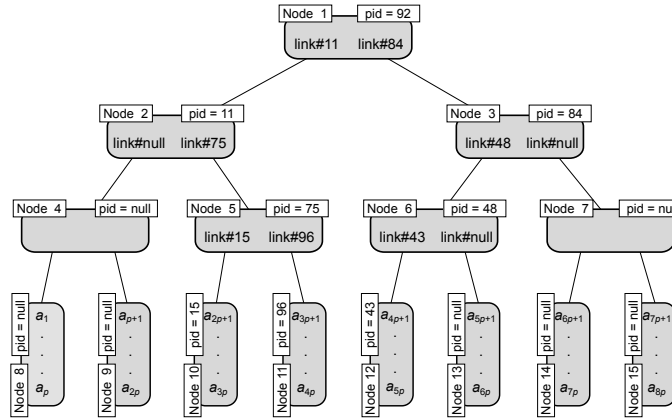 Node 1 pid = 92
link#11 link#84
Node 2 pid = 11 Node 3 pid = 84
link#null link#75 link#48 link#null
Node 4 pid = null Node 5 pid = 75 Node 6 pid = 48 Node 7 pid = nu
link#15 link#96 link#43 link#null
Node 8 pid = null
a1
.
.
.
ap
Node 9 pid = null
ap+1
.
.
.
a2p
Node 10 pid = 15
a2p+1
.
.
.
a3p
Node 11 pid = 96
a3p+1
.
.
.
a4p
Node 12 pid = 43
a4p+1
.
.
.
a5p
Node 13 pid = null
a5p+1
.
.
.
a6p
Node 14 pid = null
a6p+1
.
.
.
a7p
Node 15 pid = null
a7p+1
.
.
.
a8p